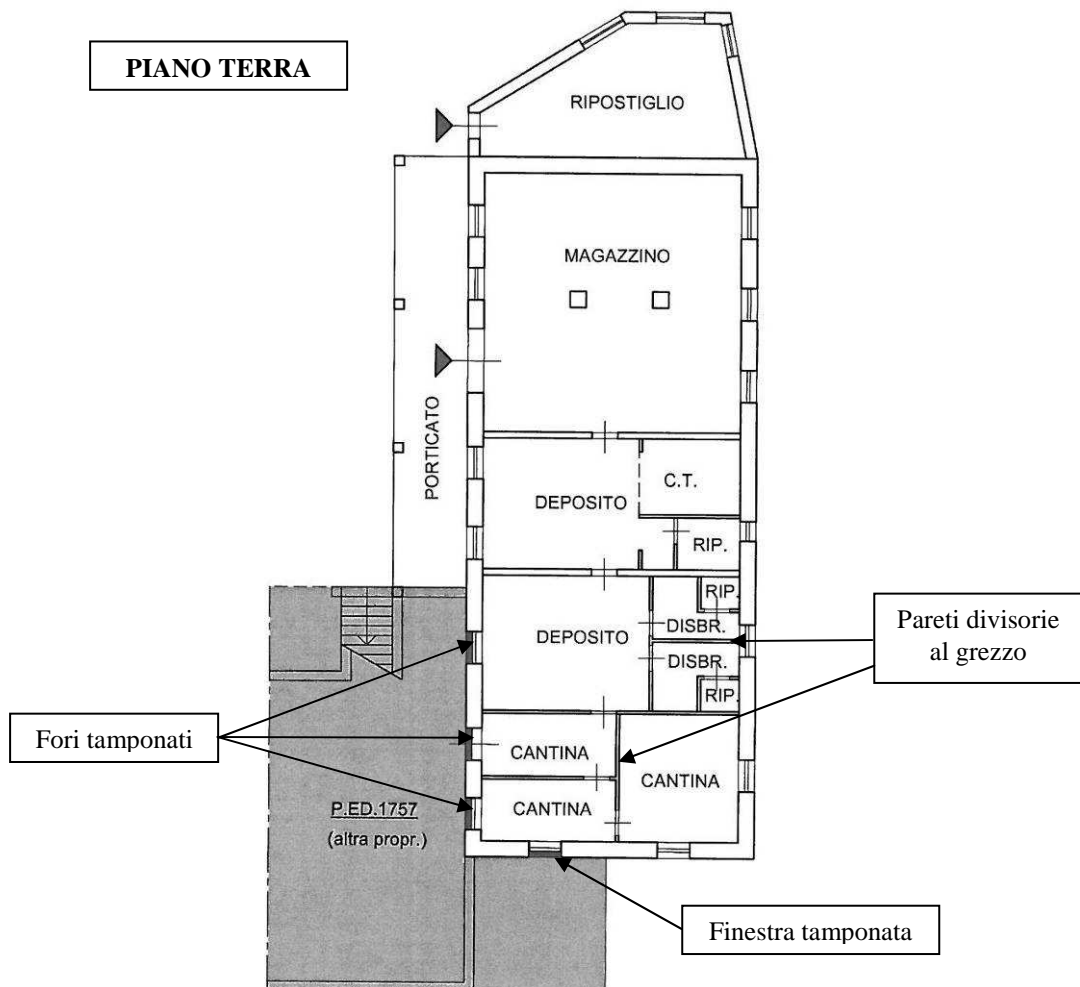 PIANO TERRA
RIPOSTIGLIO
MAGAZZINO
PORTICATO
C.T.
DEPOSITO
RIP.
RIP.
DEPOSITO
DISBR.
DISBR.
RIP.
Pareti divisorie
al grezzo
Fori tamponati
CANTINA
CANTINA
CANTINA
P.ED.1757
(altra propr.)
Finestra tamponata